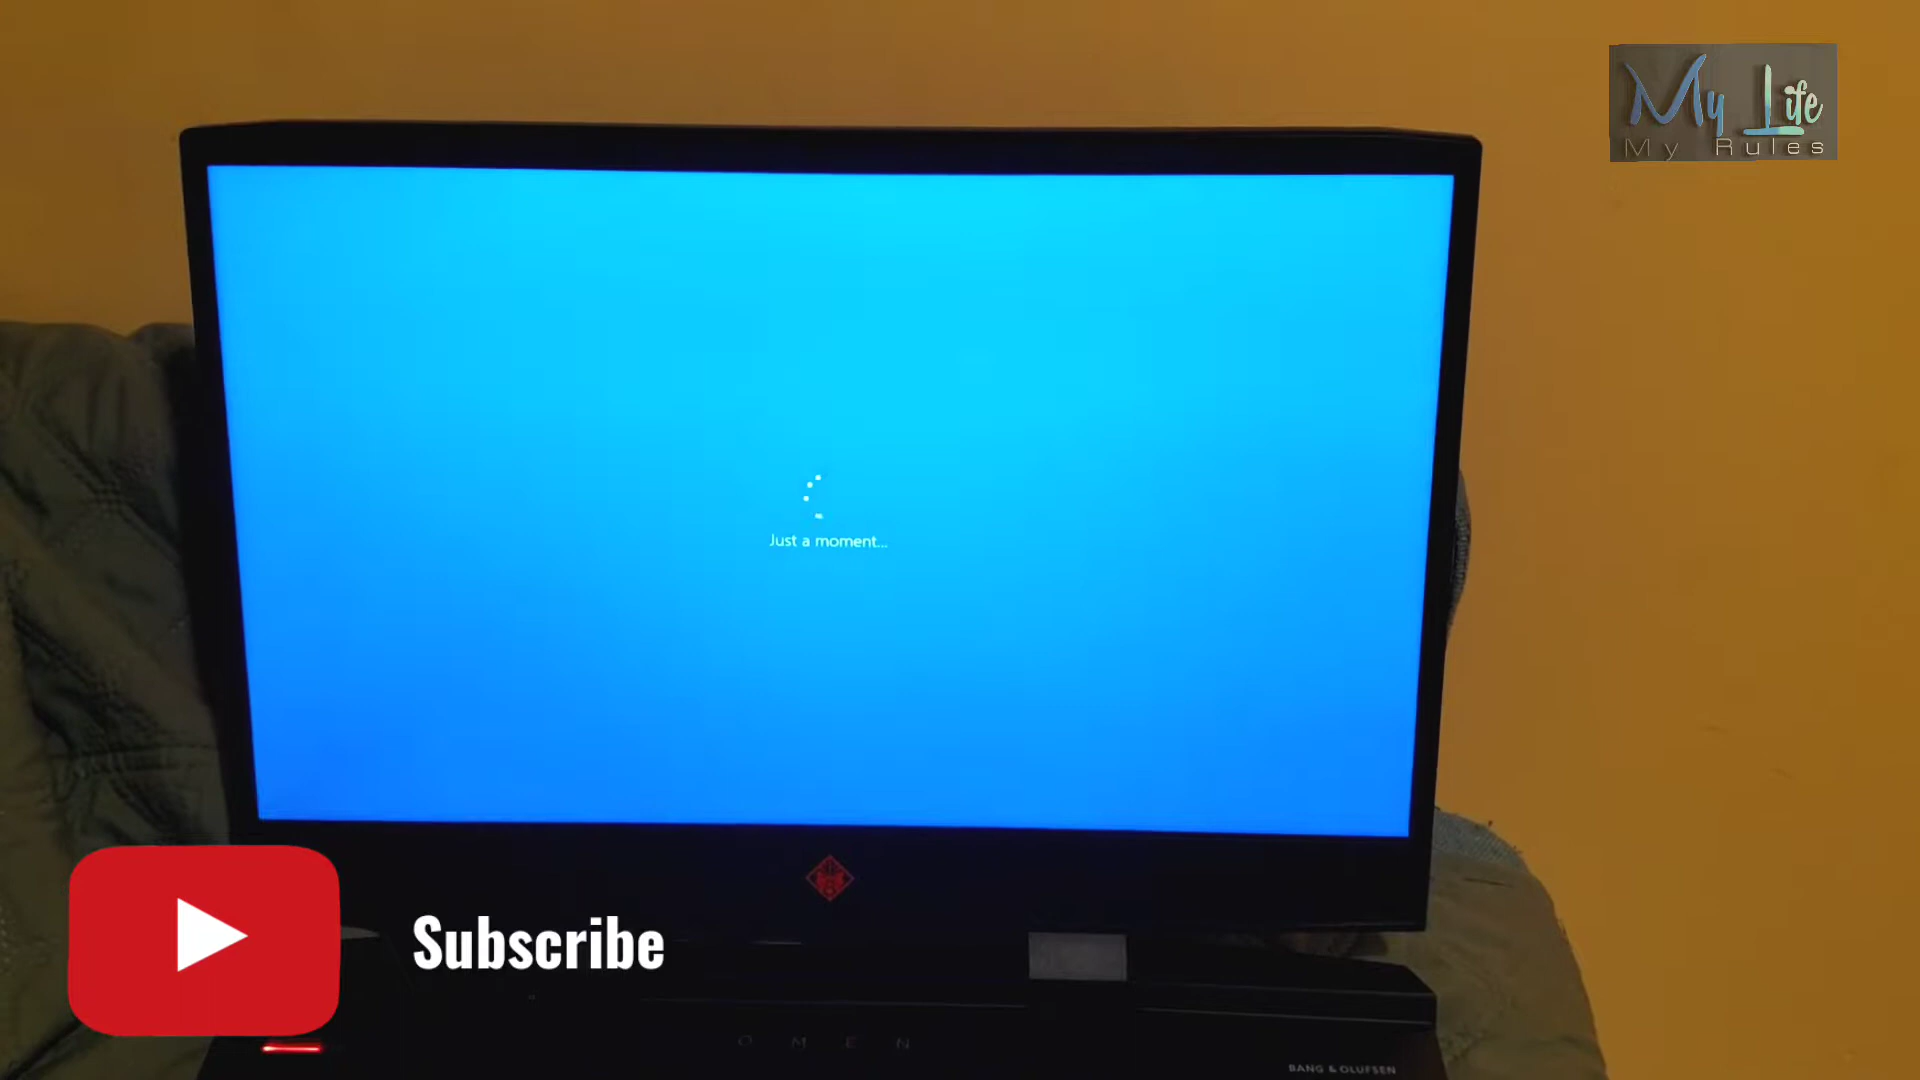 My Life
My Rules
Just a moment...
Subscribe
OMEN
BANG & OLUFSEN